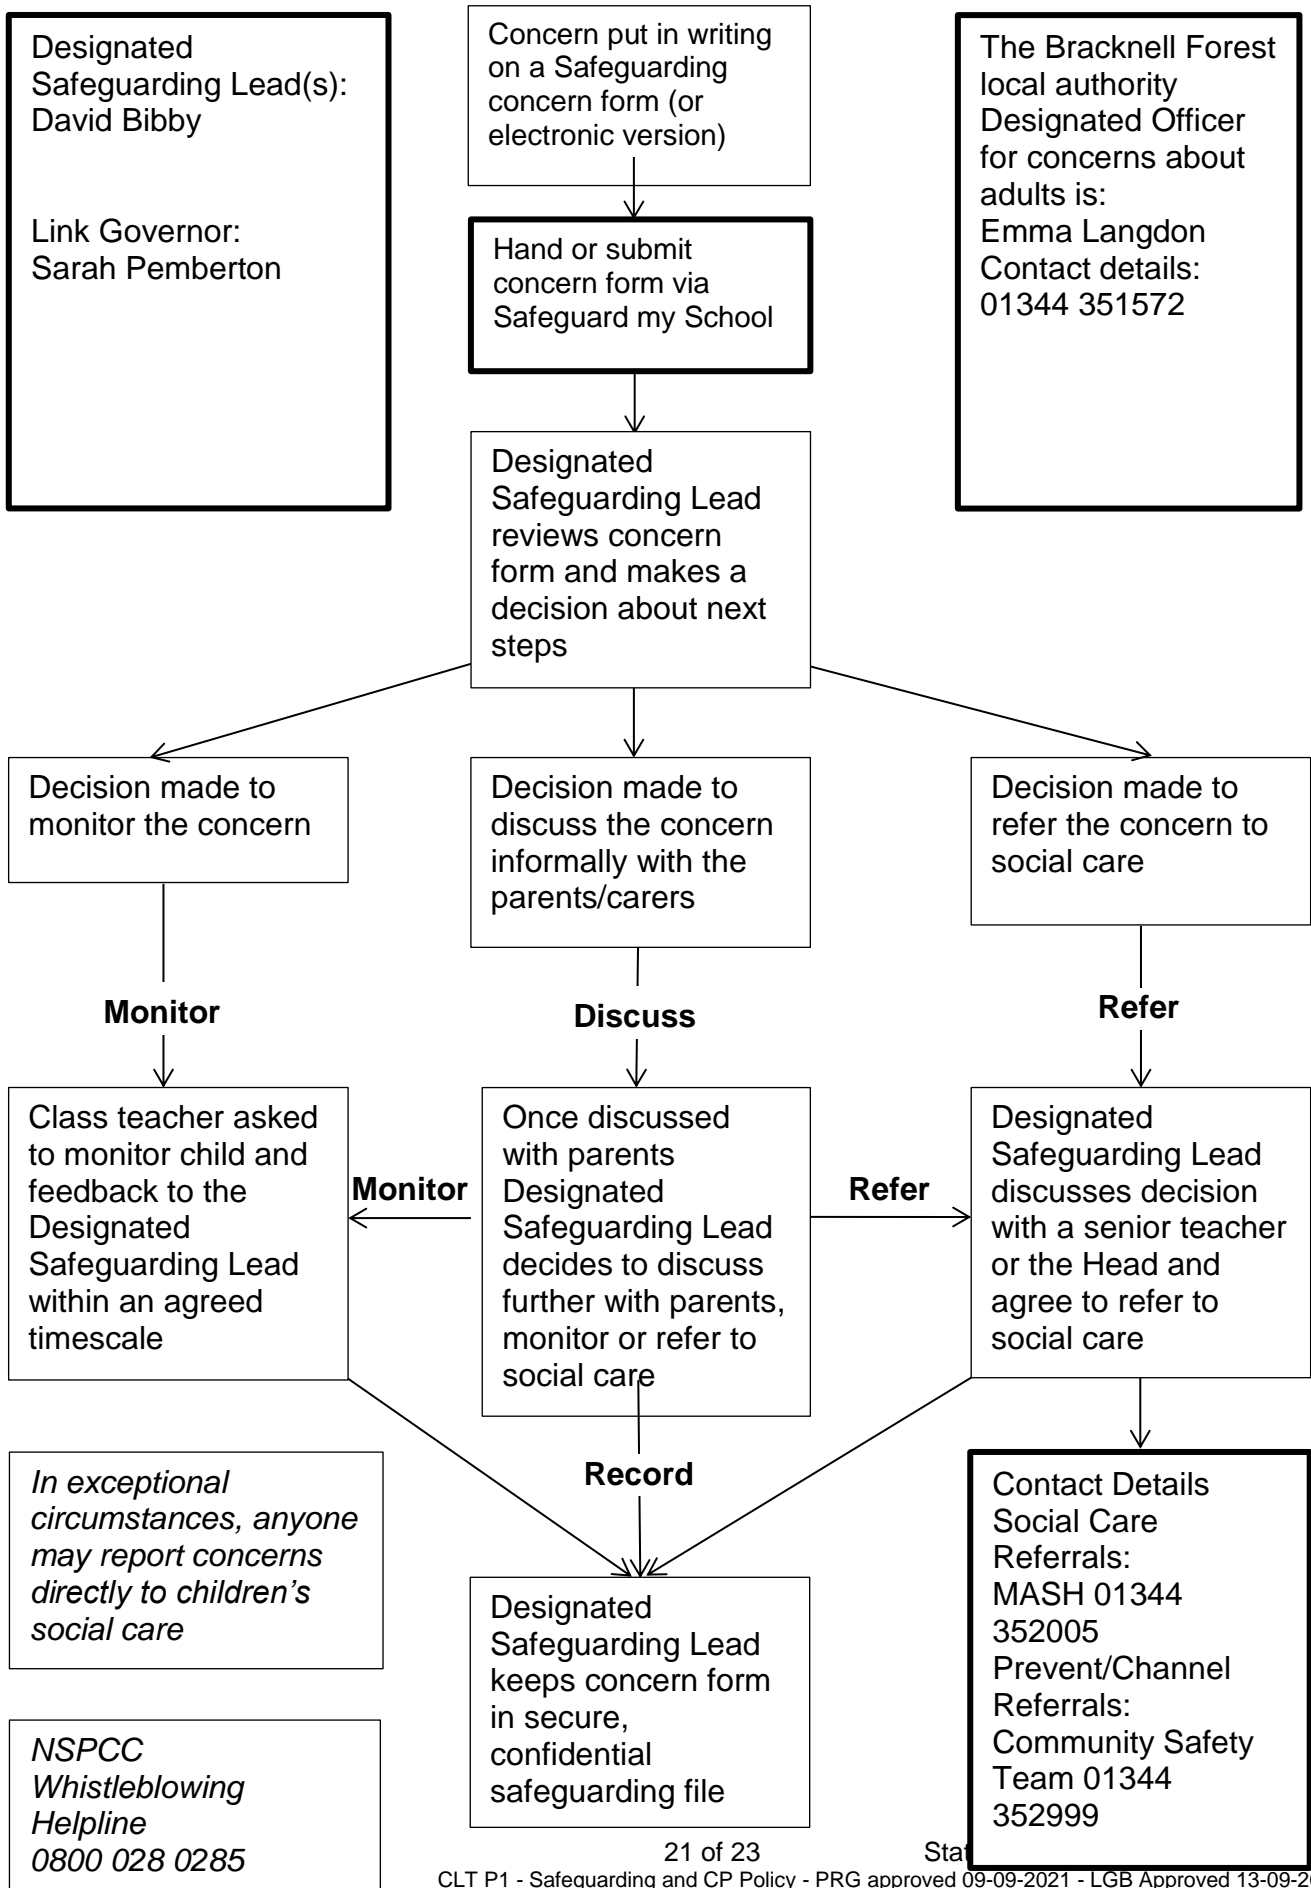 Designated
Safeguarding Lead(s):
David Bibby
Link Governor:
Sarah Pemberton
Concern put in writing
on a Safeguarding
concern form (or
electronic version)
The Bracknell Forest
local authority
Designated Officer
for concerns about
adults is:
Emma Langdon
Contact details:
01344 351572
Hand or submit
concern form via
Safeguard my School
Designated
Safeguarding Lead
reviews concern
form and makes a
decision about next
steps
Decision made to
monitor the concern
Decision made to
discuss the concern
informally with the
parents/carers
Decision made to
refer the concern to
social care
Monitor
Discuss
Refer
Class teacher asked
to monitor child and
feedback to the
Designated
Safeguarding Lead
within an agreed
timescale
Monitor
Once discussed
with parents
Designated
Safeguarding Lead
decides to discuss
further with parents,
monitor or refer to
social care
Refer
Designated
Safeguarding Lead
discusses decision
with a senior teacher
or the Head and
agree to refer to
social care
Record
In exceptional
circumstances, anyone
may report concerns
directly to children’s
social care
Designated
Safeguarding Lead
keeps concern form
in secure,
confidential
safeguarding file
Contact Details
Social Care
Referrals:
MASH 01344
352005
Prevent/Channel
Referrals:
Community Safety
Team 01344
352999
NSPCC
Whistleblowing
Helpline
0800 028 0285
21 of 23
CLT P1 - Safeguarding and CP Policy - PRG approved 09-09-2021 - LGB Approved 13-09-2